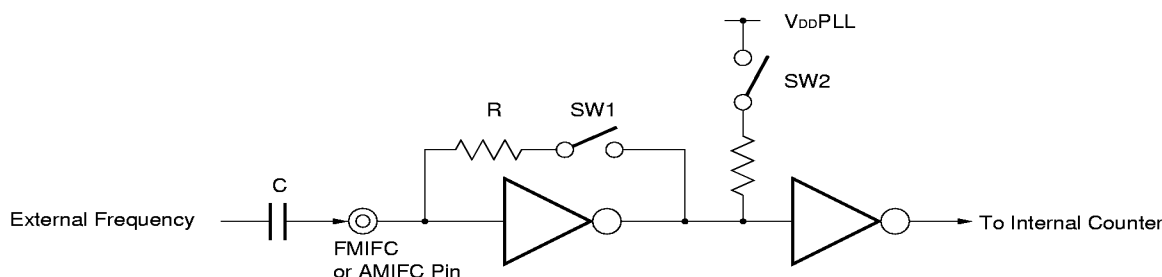 VDDPLL
SW2
R
SW1
C
External Frequency
FMIFC
or AMIFC Pin
To Internal Counter